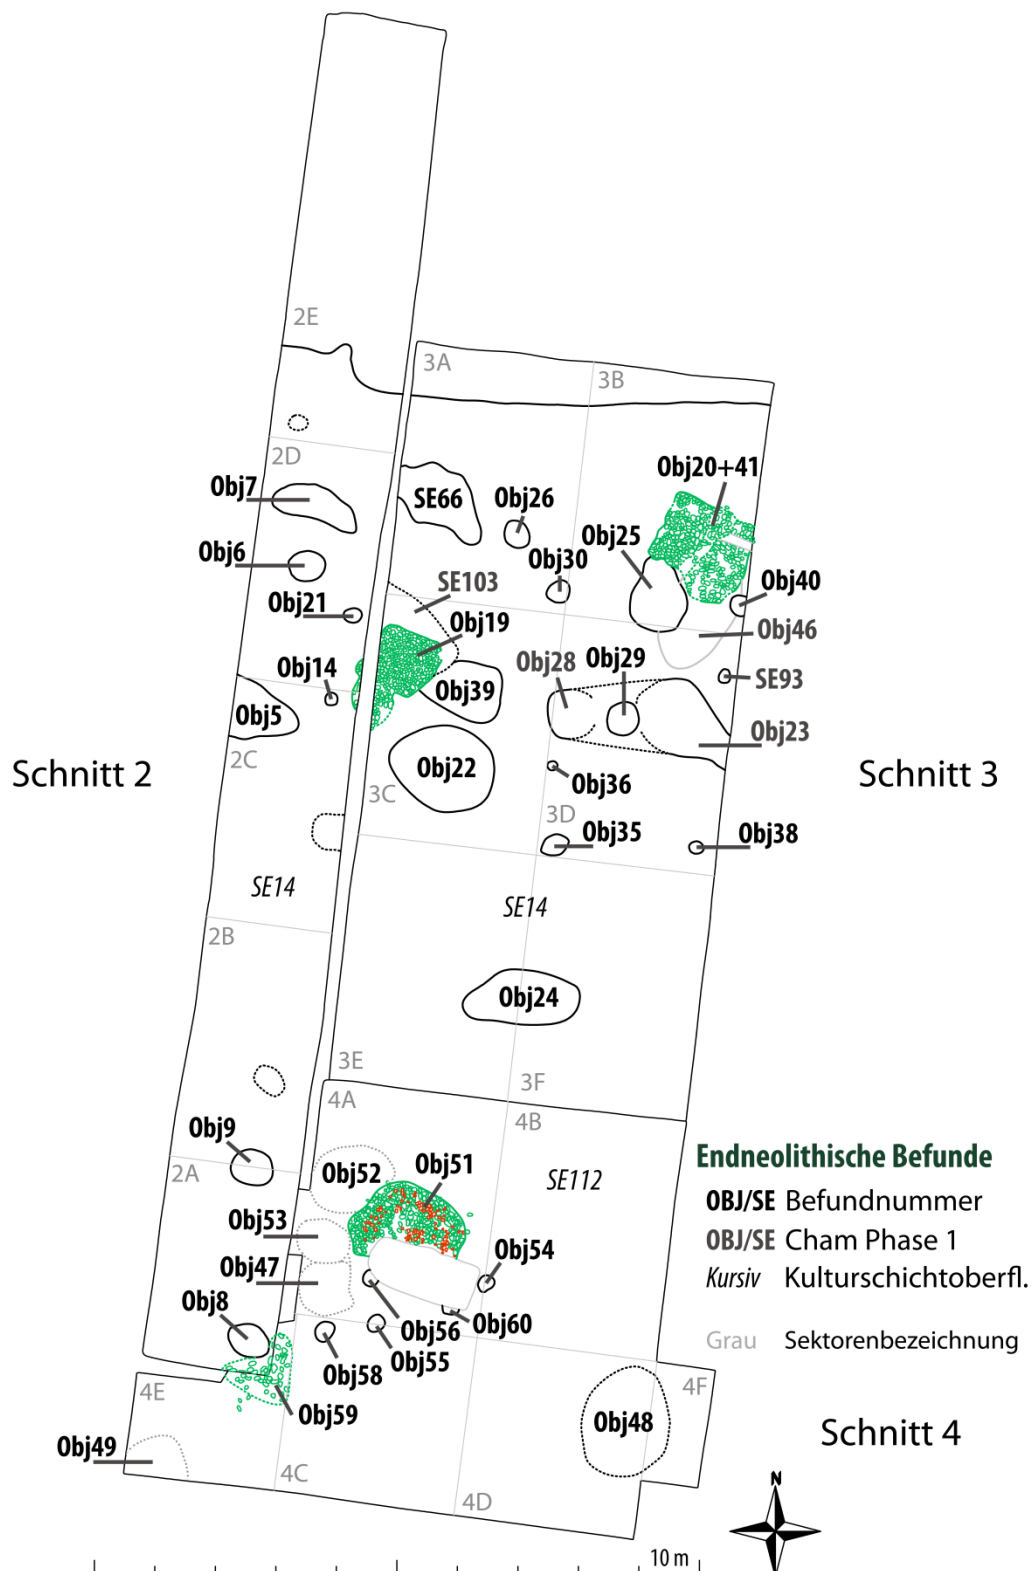 2E
3A
3B
2D
Obj7
SE66
Obj26
Obj20+41
Obj25
Obj6
Obj30
Obj40
SE103
Obj21
Obj19
Obj46
Obj14
Obj28
Obj29
SE93
Obj39
Obj5
Obj23
2C
Obj22
Schnitt 2
Schnitt 3
3C
Obj36
3D
Obj35
Obj38
SE14
SE14
2B
Obj24
3E
3F
4A
4B
Obj9
2A
Obj52
Obj51
SE112
Endneolithische Befunde
OBJ/SE Befundnummer
OBJ/SE Cham Phase 1
Kursiv Kulturschichtoberfl.
Grau Sektorenbezeichnung
Obj53
Obj54
Obj47
Obj8
Obj56
Obj60
Obj55
Obj58
4E
4F
Obj59
Obj48
Schnitt 4
Obj49
4C
4D
N
10 m